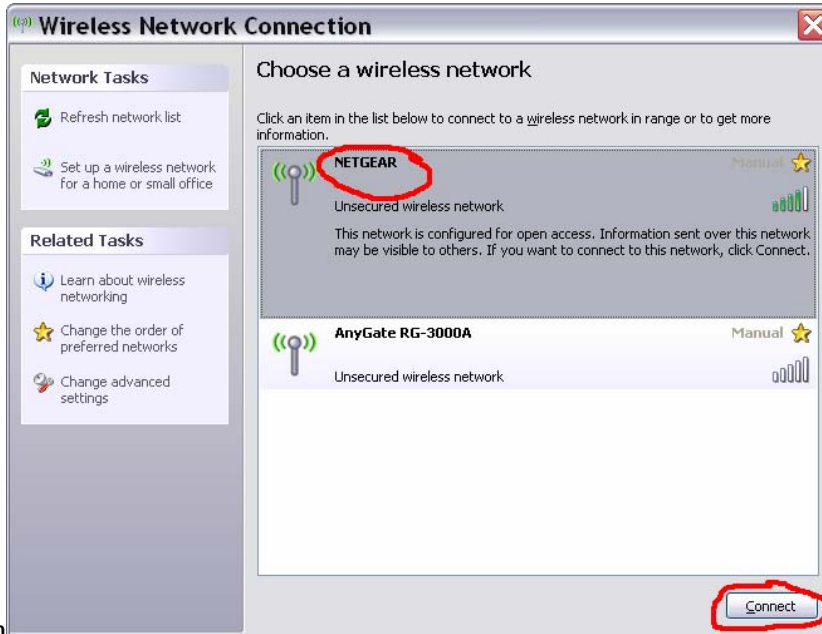 Wireless Network Connection
Network Tasks
Refresh network list
Set up a wireless network
for a home or small office
Related Tasks
Learn about wireless
networking
Change the order of
preferred networks
Change advanced
settings
Choose a wireless network
Click an item in the list below to connect to a wireless network in range or to get more
information.
NETGEAR Manual
Unsecured wireless network
This network is configured for open access. Information sent over this network
may be visible to others. If you want to connect to this network, click Connect.
AnyGate RG-3000A Manual
Unsecured wireless network
Connect